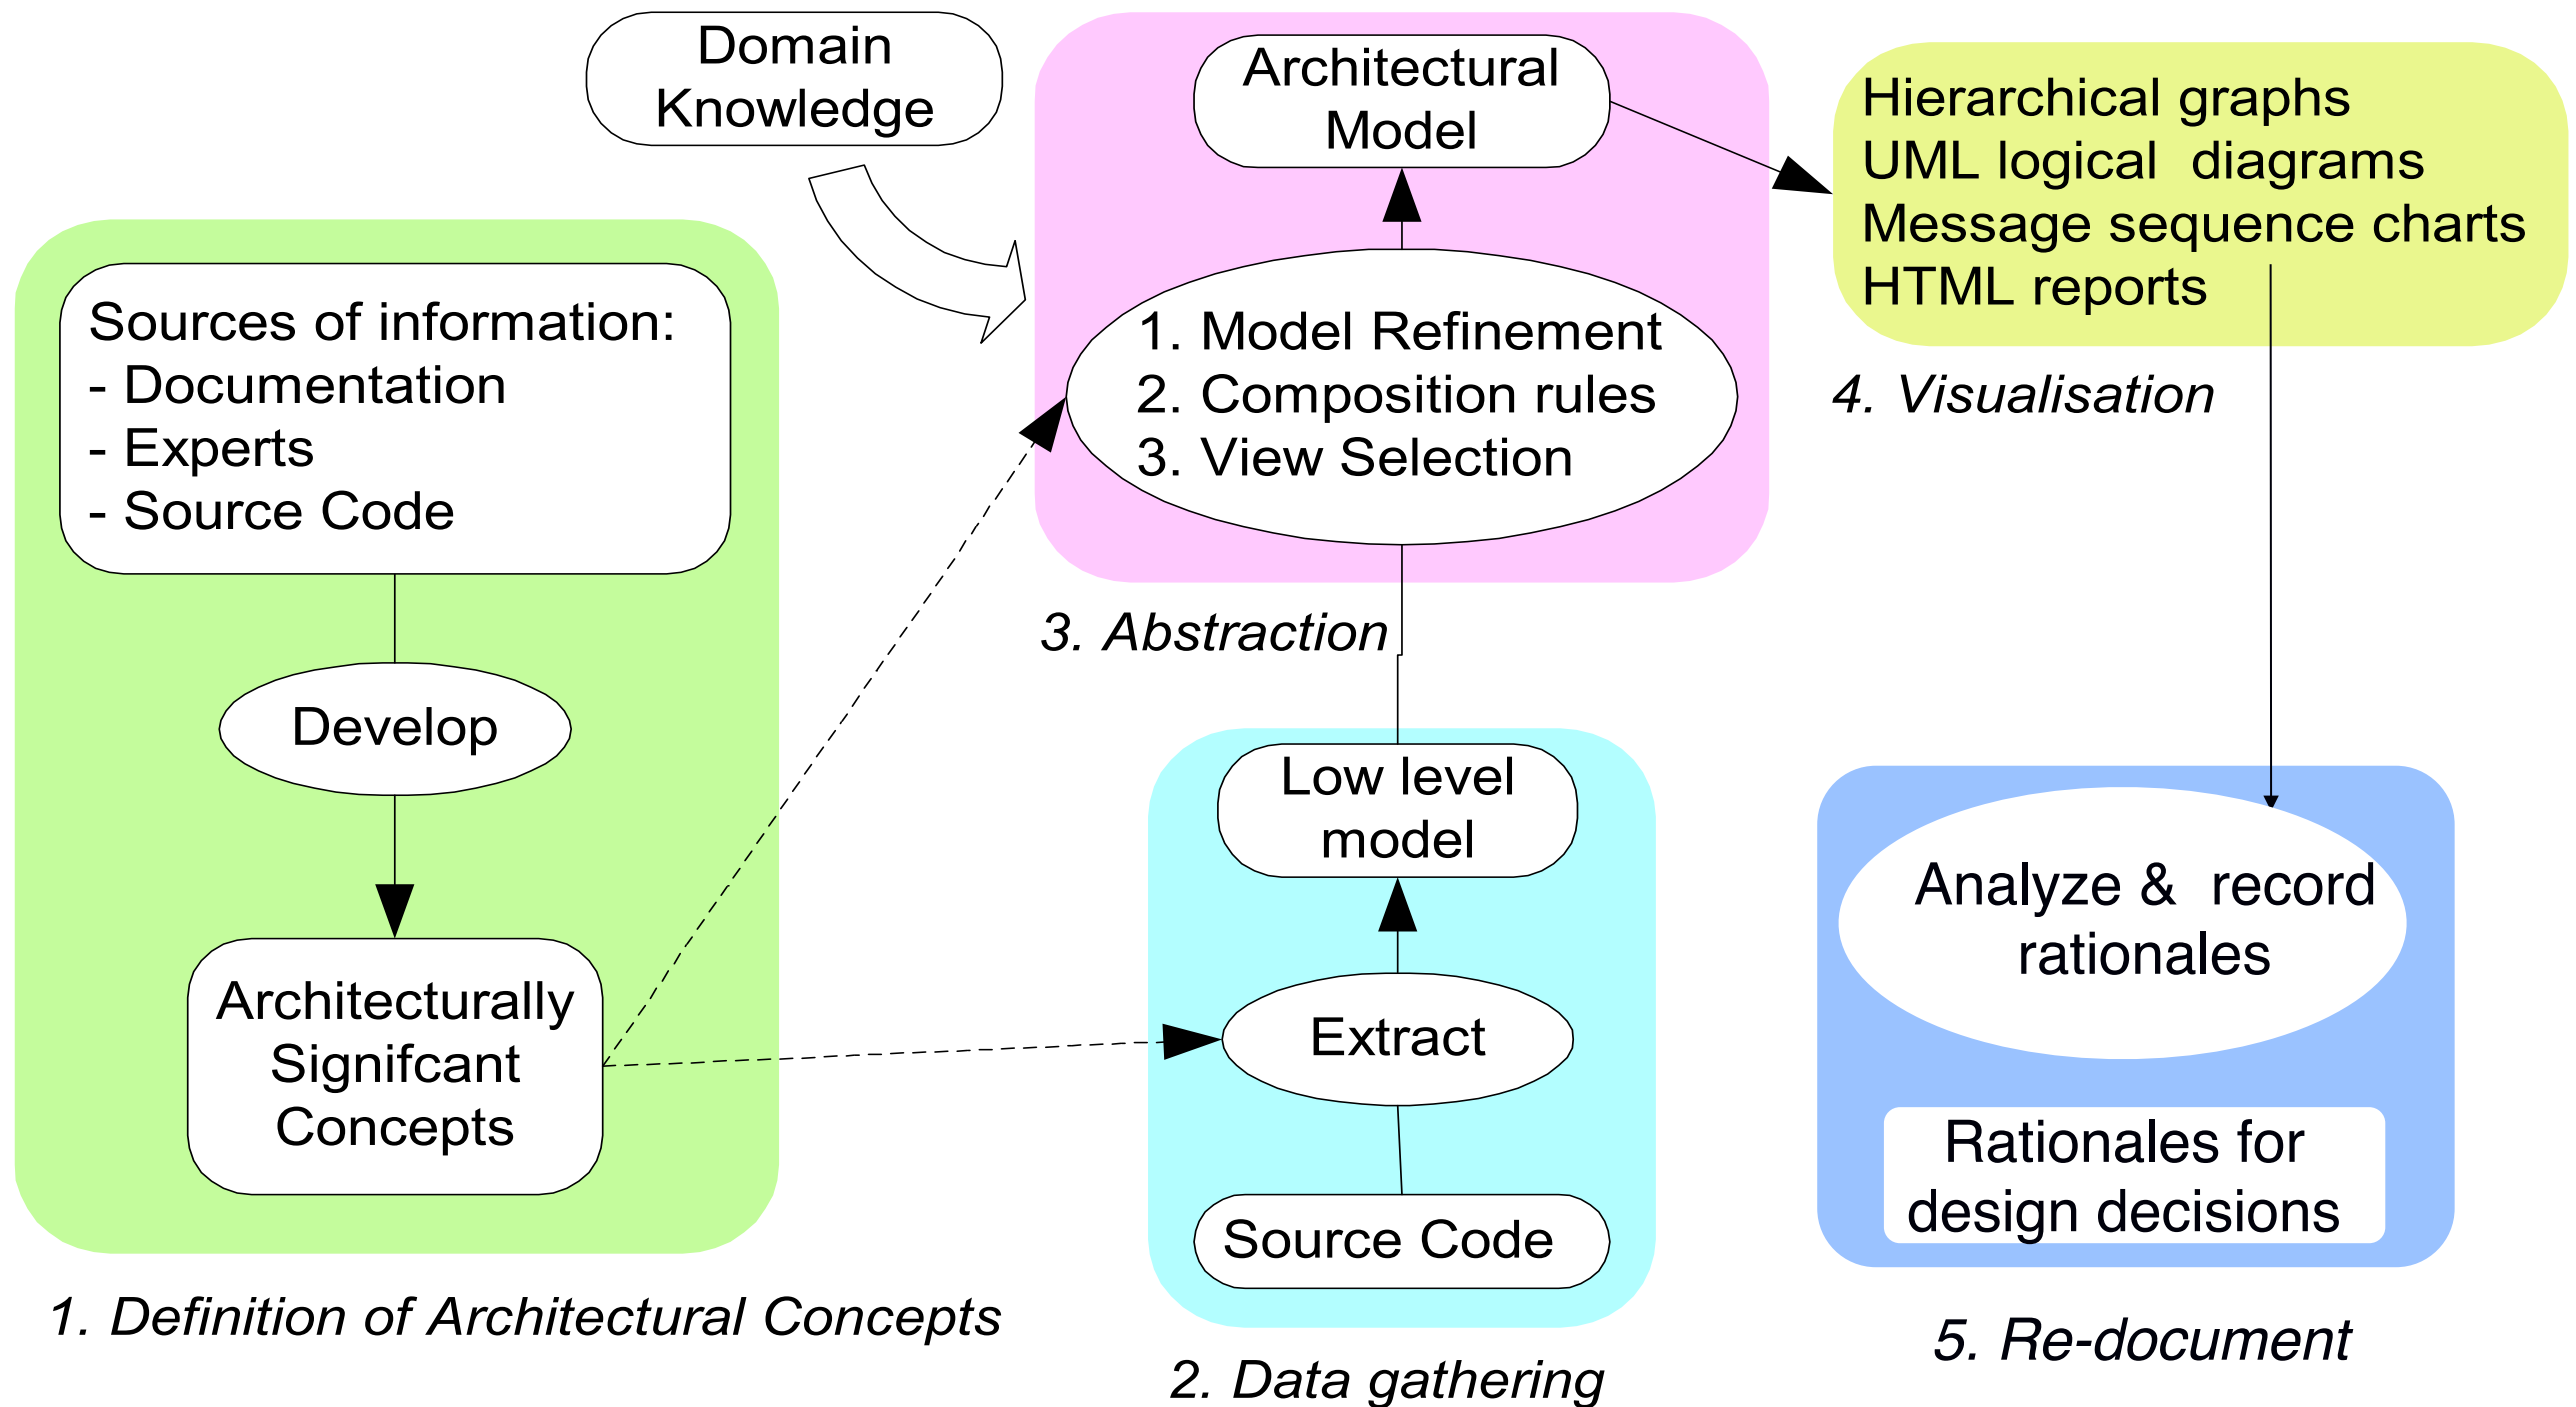 Domain
Knowledge
Sources of information:
- Documentation
- Experts
- Source Code
Develop
Architecturally
Signifcant
Concepts
1. Definition of Architectural Concepts
Architectural
Model
1. Model Refinement
2. Composition rules
3. View Selection
3. Abstraction
Low level
model
Extract
Source Code
2. Data gathering
Hierarchical graphs
UML logical  diagrams
Message sequence charts
HTML reports
4. Visualisation
Analyze &  record
rationales
Rationales for
design decisions
5. Re-document